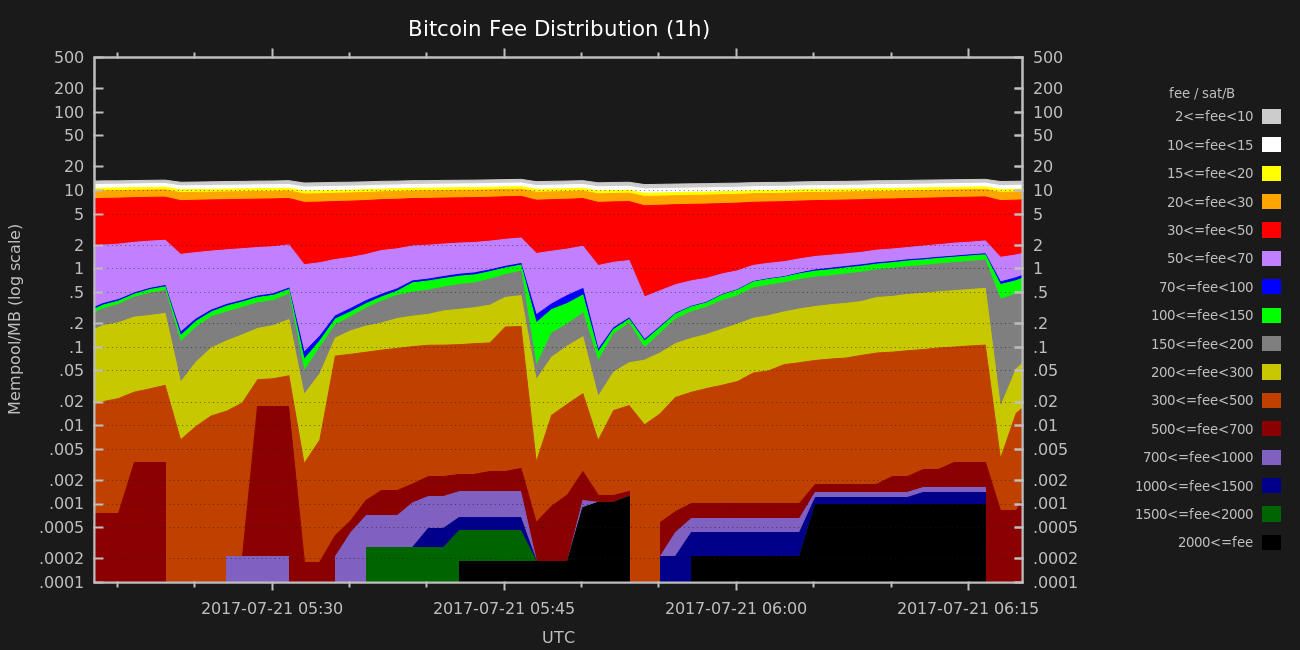 Bitcoin Fee Distribution (1h)
Mempool/MB (log scale)
500 500
200 200
100 100
50 50
20 20
10 10
5 5
2 2
1 1
.5 .5
.2 .2
.1 .1
.05 .05
.02 .02
.01 .01
.005 .005
.002 .002
.001 .001
.0005 .0005
.0002 .0002
.0001 .0001
2017-07-21 05:30 2017-07-21 05:45 2017-07-21 06:00 2017-07-21 06:15
UTC
fee / sat/B
2<=fee<10
10<=fee<15
15<=fee<20
20<=fee<30
30<=fee<50
50<=fee<70
70<=fee<100
100<=fee<150
150<=fee<200
200<=fee<300
300<=fee<500
500<=fee<700
700<=fee<1000
1000<=fee<1500
1500<=fee<2000
2000<=fee